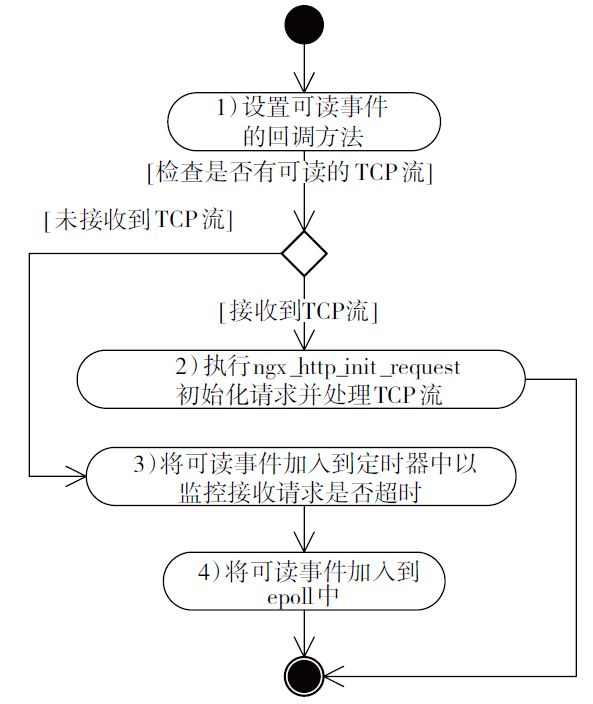 1)设置可读事件
的回调方法
[检查是否有可读的TCP流]
[未接收到TCP流]
[接收到TCP流]
2)执行ngx_http_init_request
初始化请求并处理TCP流
3)将可读事件加入到定时器中以
监控接收请求是否超时
4)将可读事件加入到
epoll中